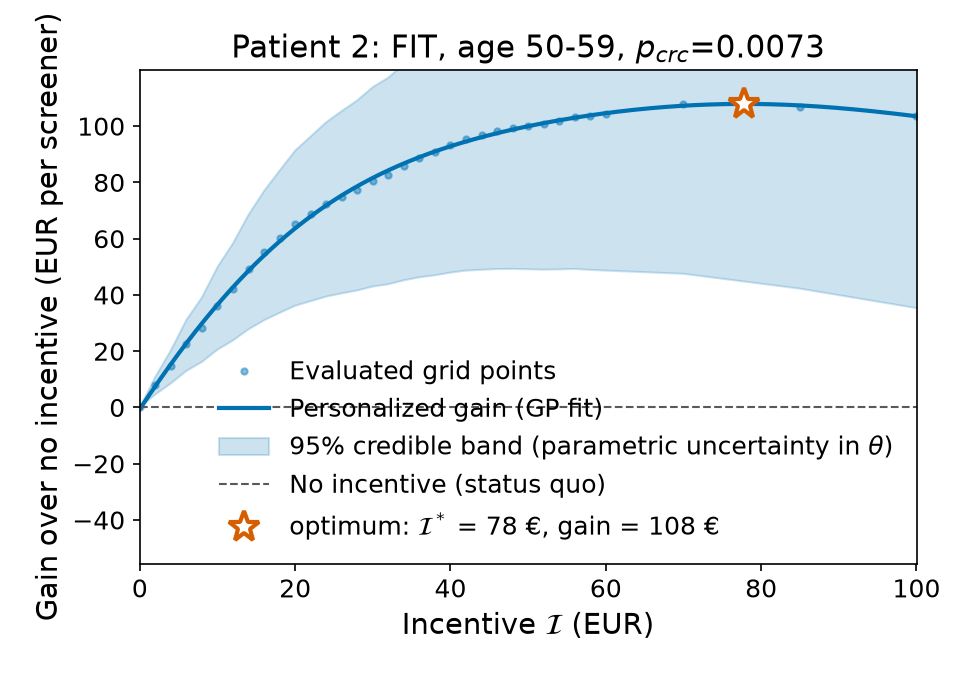 Patient 2: FIT, age 50-59, p_crc=0.0073
Gain over no incentive (EUR per screener)
100
80
60
40
20
0
−20
−40
Evaluated grid points
Personalized gain (GP fit)
95% credible band (parametric uncertainty in θ)
No incentive (status quo)
optimum: ℐ* = 78 €, gain = 108 €
0 20 40 60 80 100
Incentive ℐ (EUR)